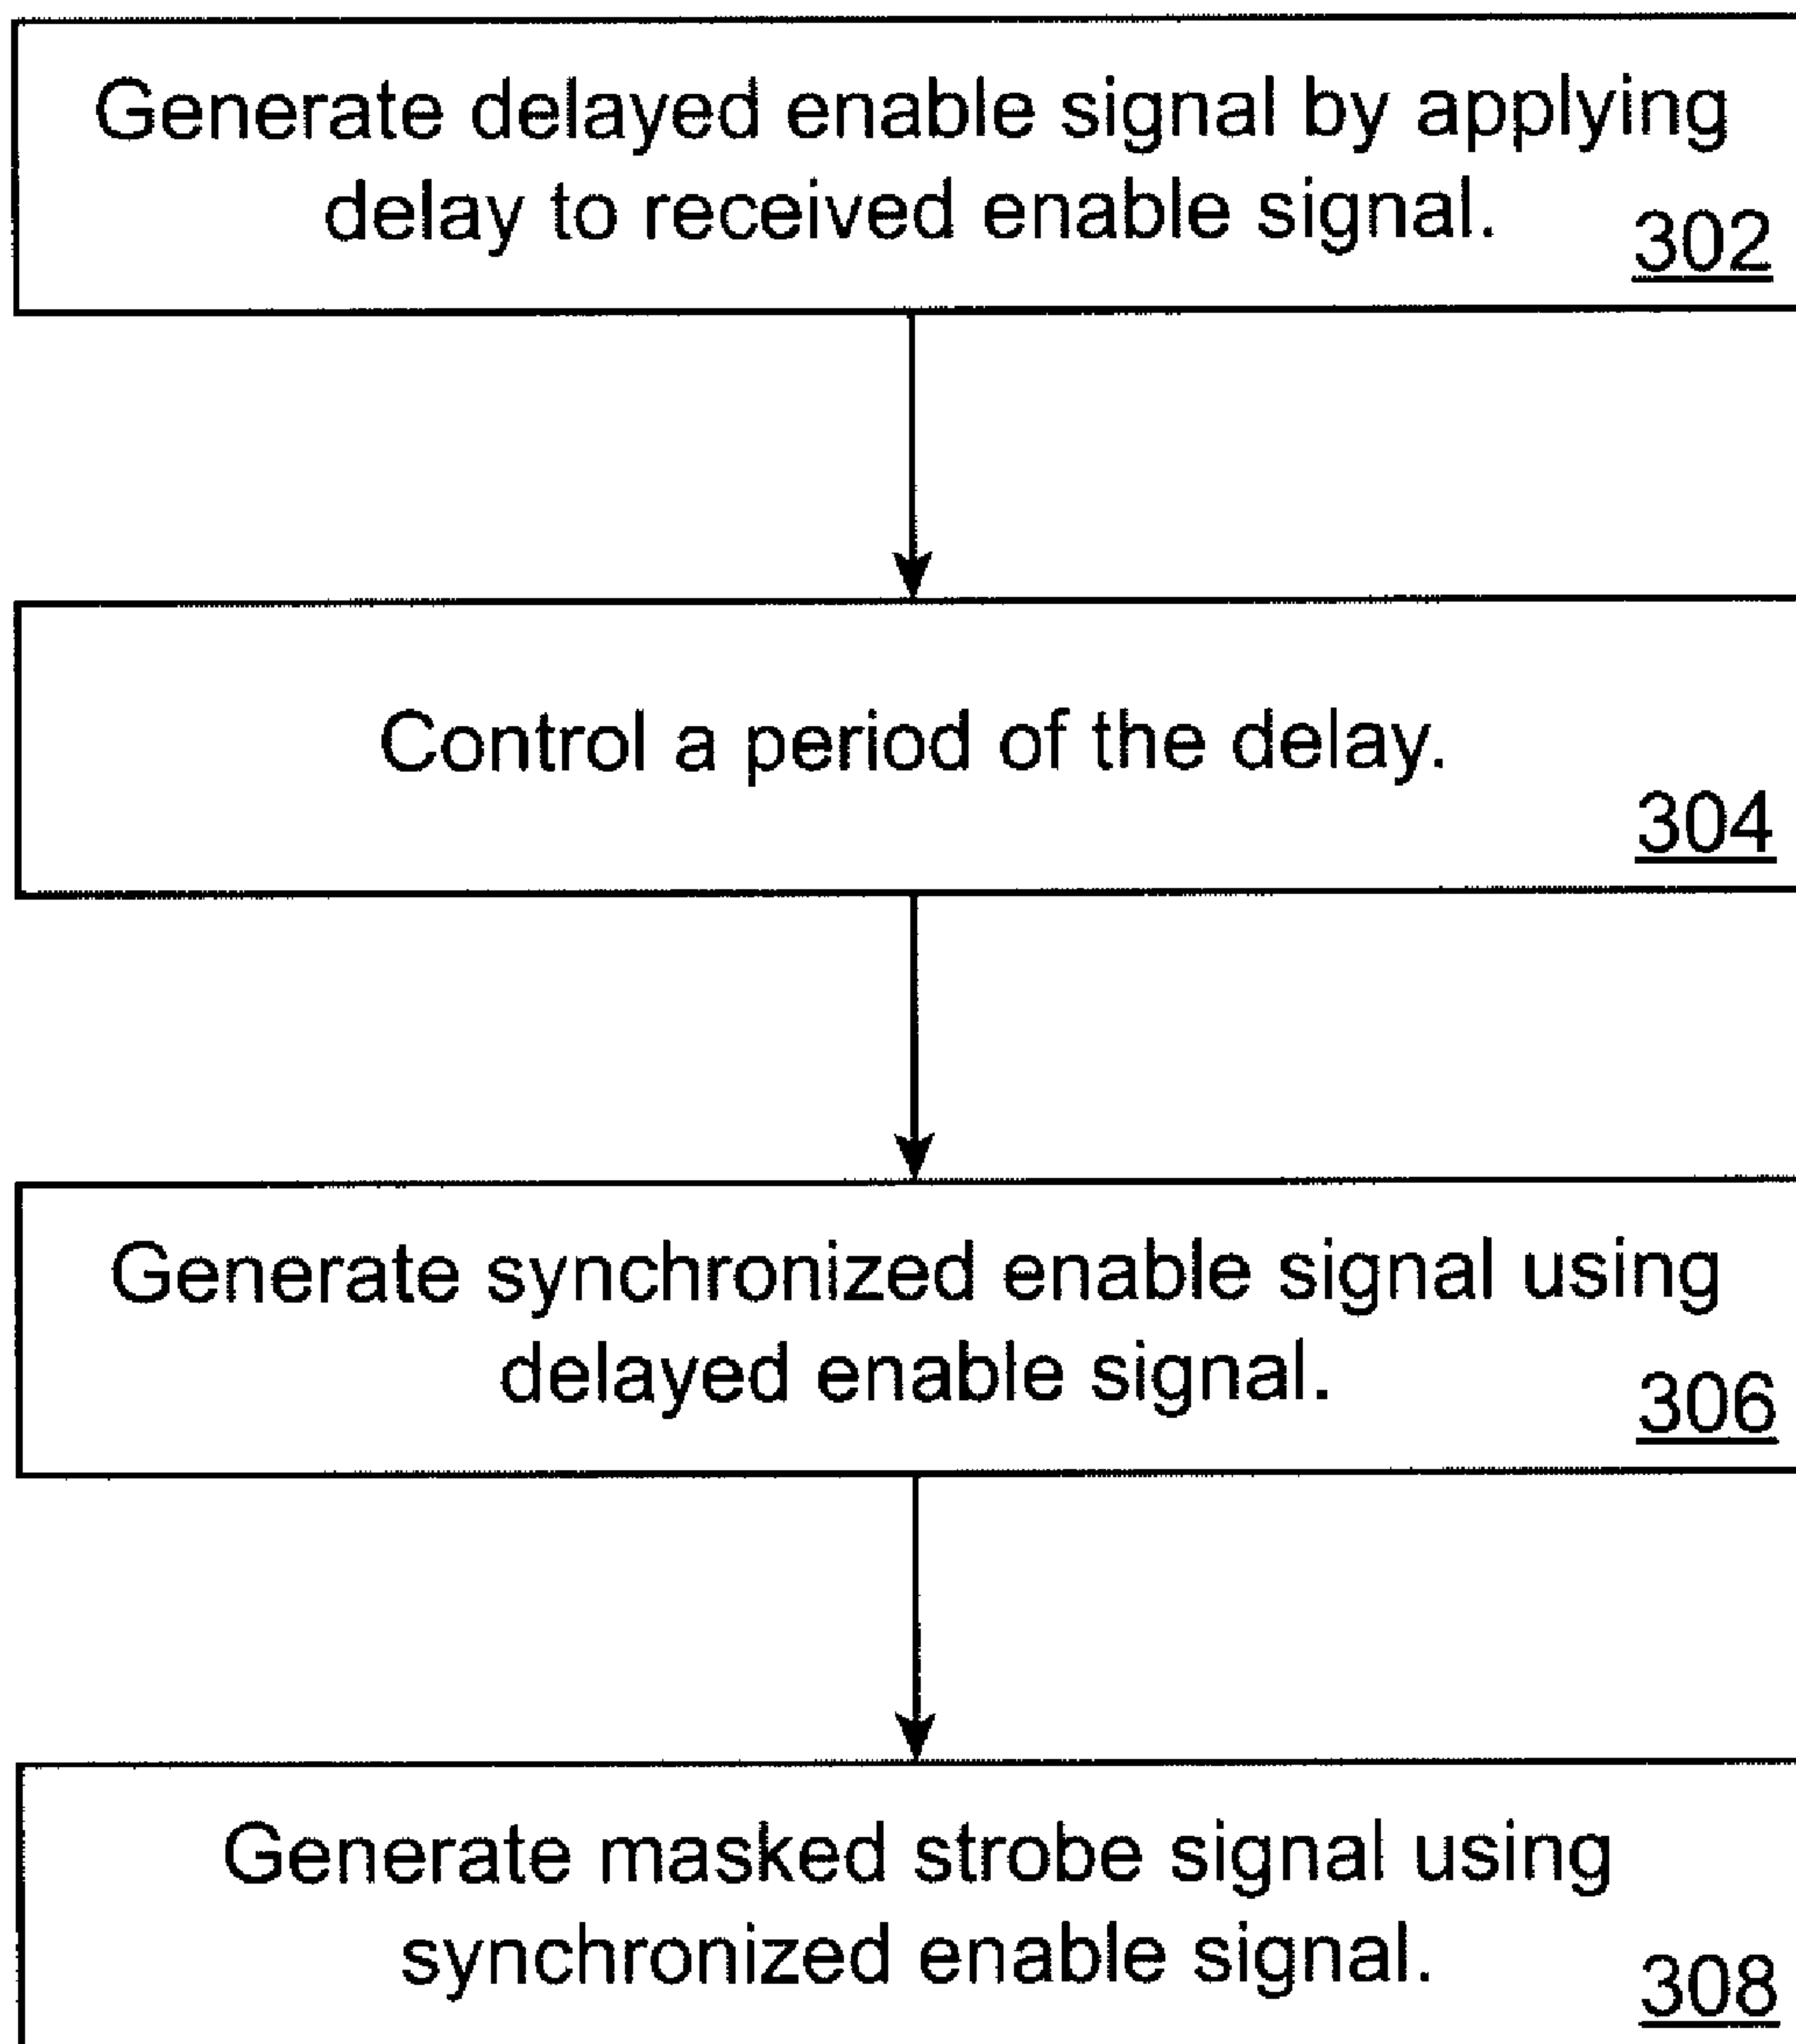 Generate delayed enable signal by applying
delay to received enable signal.
302
Control a period of the delay.
304
Generate synchronized enable signal using
delayed enable signal.
306
Generate masked strobe signal using
synchronized enable signal.
308